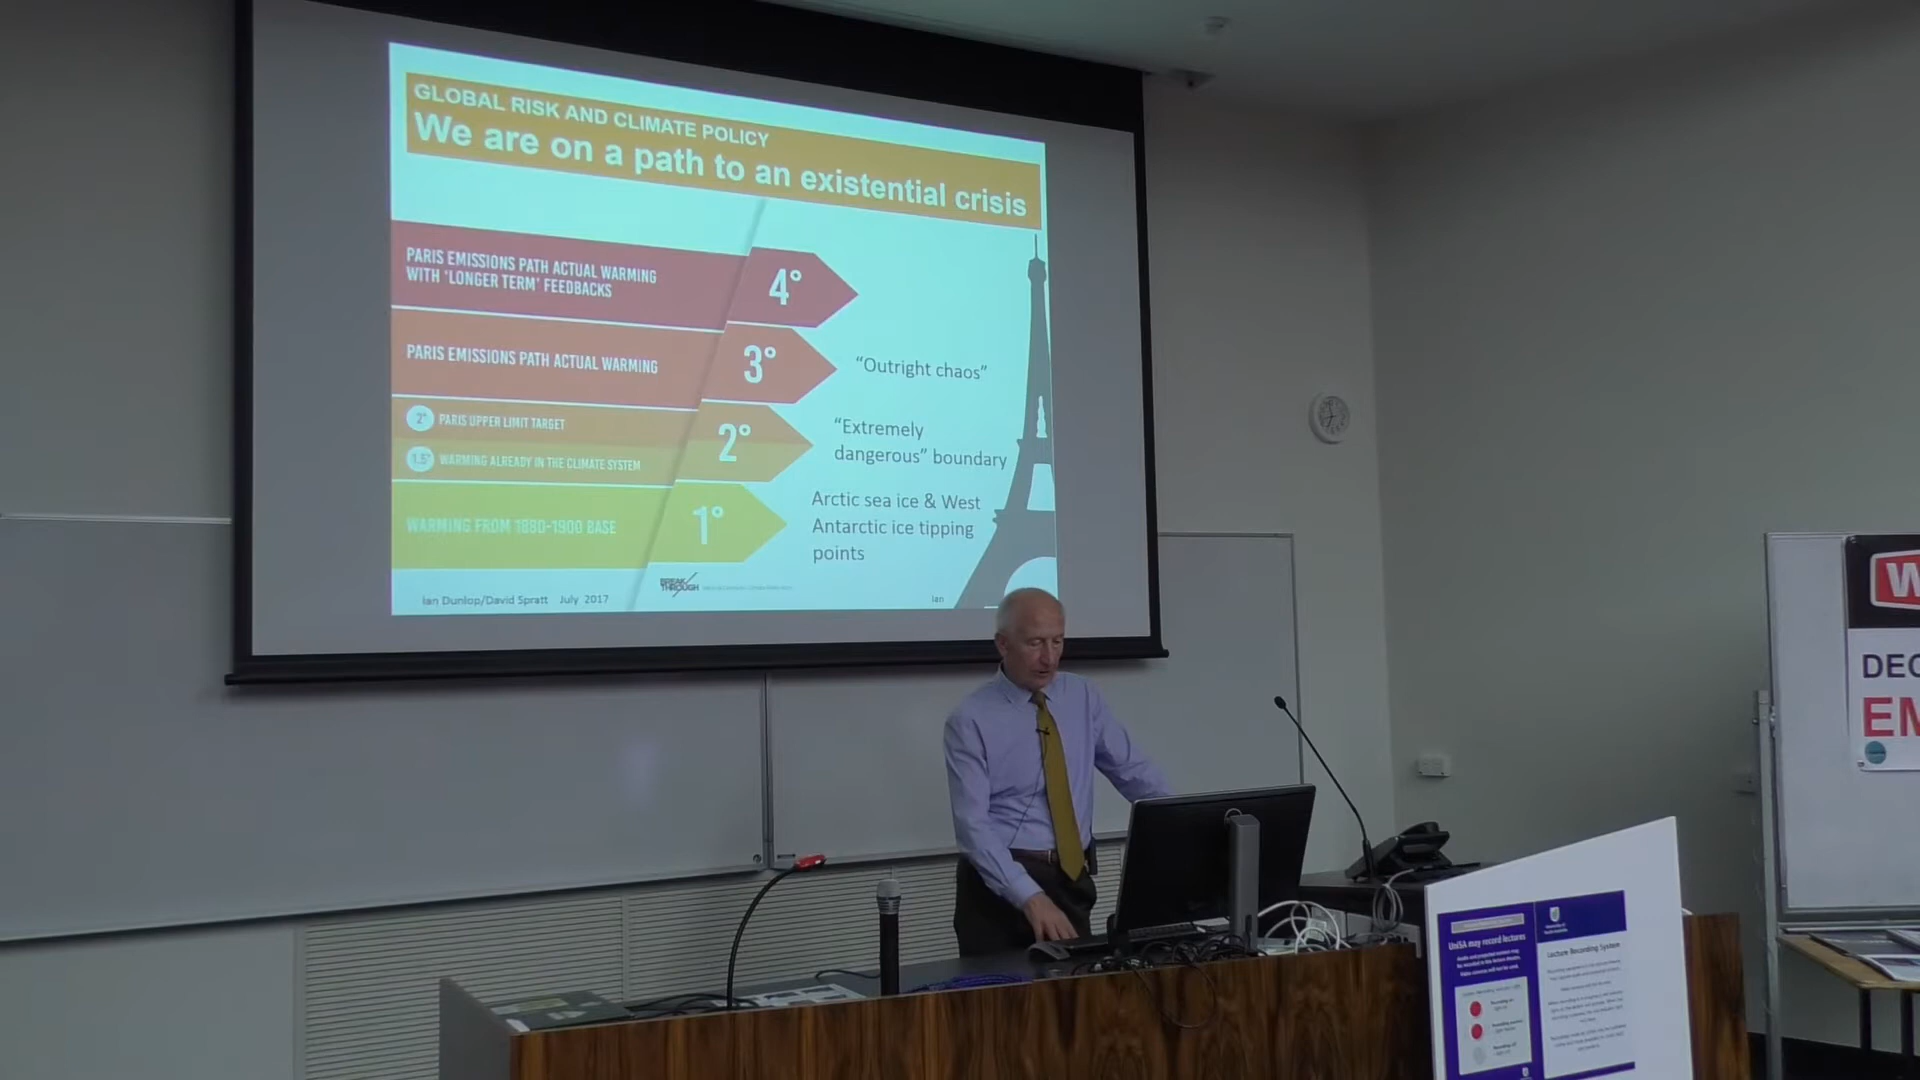 GLOBAL RISK AND CLIMATE POLICY
We are on a path to an existential crisis
PARIS EMISSIONS PATH ACTUAL WARMING
WITH 'LONGER TERM' FEEDBACKS
4°
PARIS EMISSIONS PATH ACTUAL WARMING
3°
"Outright chaos"
2° PARIS UPPER LIMIT TARGET
1.5° WARMING ALREADY IN THE CLIMATE SYSTEM
2°
"Extremely
dangerous" boundary
WARMING FROM 1880-1900 BASE
1°
Arctic sea ice & West
Antarctic ice tipping
points
Ian Dunlop/David Spratt July 2017
BREAK
THROUGH
Ian
W
DEC
EM
UniSA may record lectures
Lecture Recording System